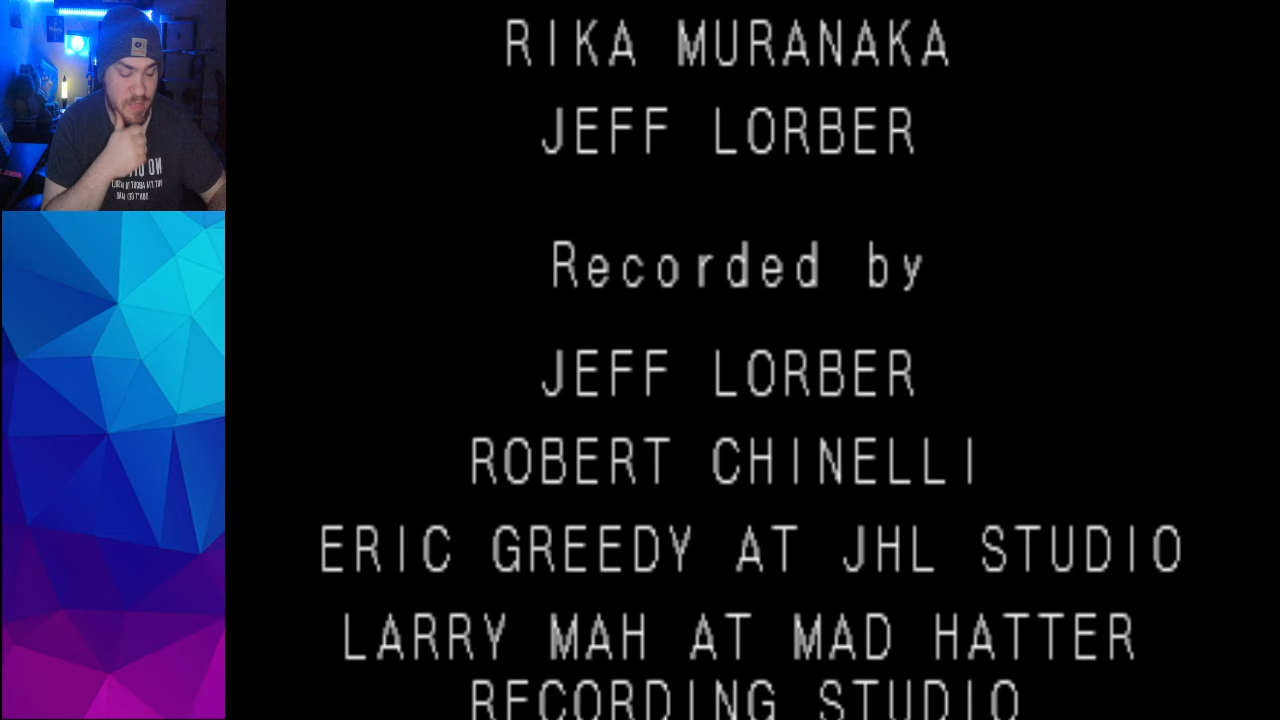 RIKA MURANAKA
JEFF LORBER
Recorded by
JEFF LORBER
ROBERT CHINELLI
ERIC GREEDY AT JHL STUDIO
LARRY MAH AT MAD HATTER
RECORDING STUDIO